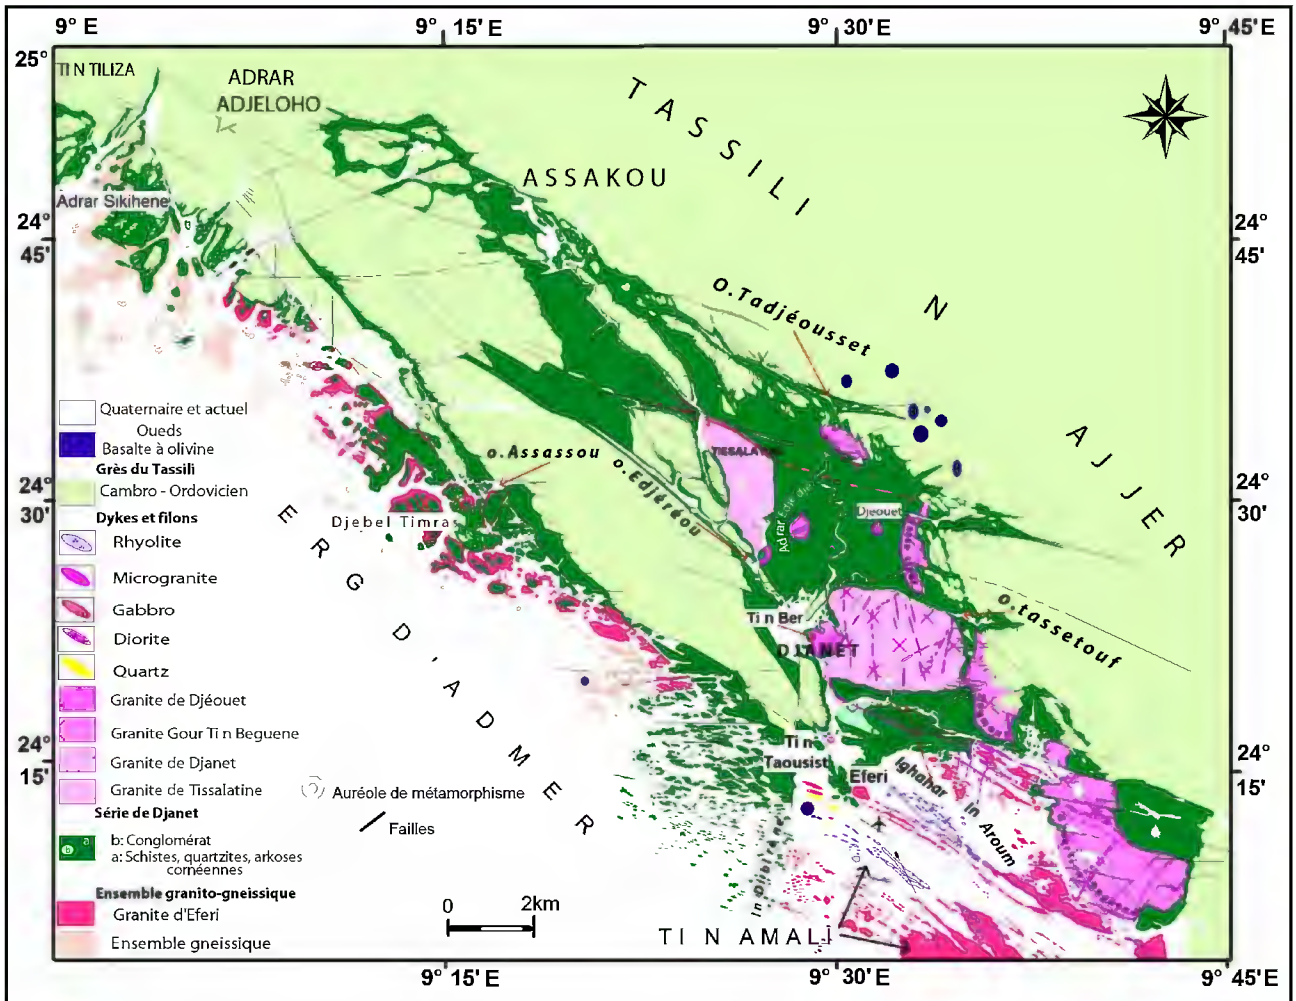 9° E
9° 15' E
9° 30' E
9° 45' E
25°
TI N TILIZA
ADRAR
ADJELOHO
TASSILI
N
AJJER
ASSAKOU
Adrar Sikihene
24°
45'
24°
45'
O.Tadjéousset
o.Assassou
o.Edjéréou
TISSALA
Adrar
Djéouet
24°
30'
24°
30'
Djebel Timras
ERG D'ADMER
Ti n Ber
DJANET
o.tassetouf
Ti n
Taousist
Eferi
Ighahar
in
Aroum
24°
15'
24°
15'
TI N AMALI
Quaternaire et actuel
Oueds
Basalte à olivine
Grès du Tassili
Cambro - Ordovicien
Dykes et filons
Rhyolite
Microgranite
Gabbro
Diorite
Quartz
Granite de Djéouet
Granite Gour Ti n Beguene
Granite de Djanet
Granite de Tissalatine
Série de Djanet
b a
b: Conglomérat
a: Schistes, quartzites, arkoses
cornéennes
Ensemble granito-gneissique
Granite d'Eferi
Ensemble gneissique
Auréole de métamorphisme
Failles
0 2km
9° 15' E
9° 30' E
9° 45' E